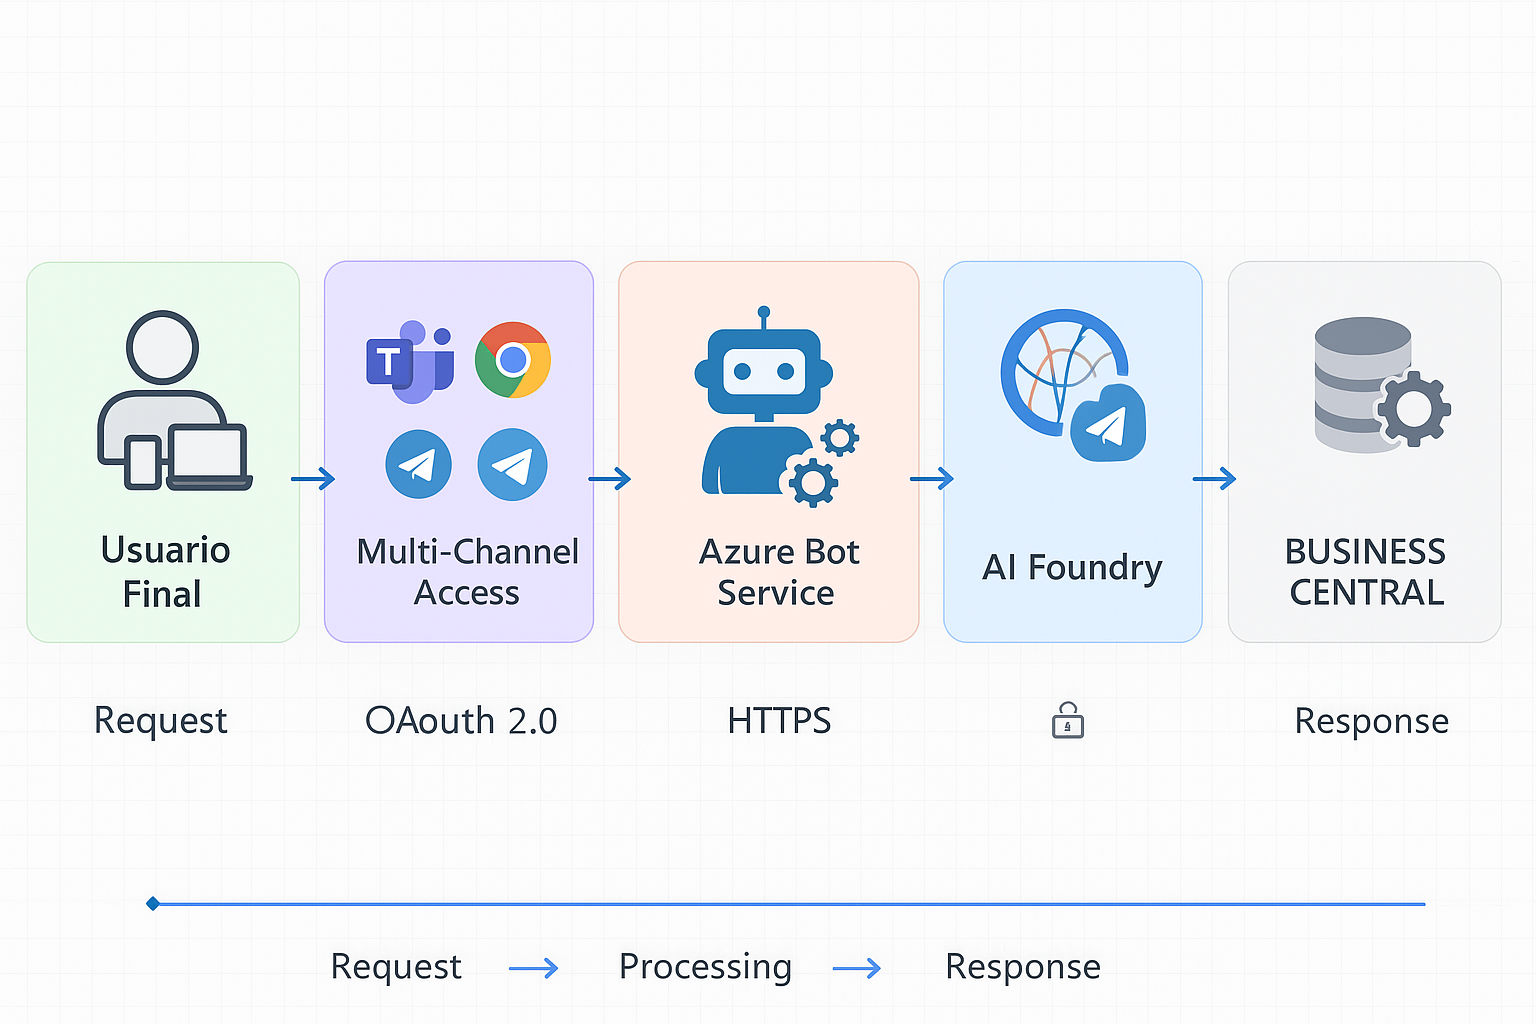 T
Usuario
Final
Multi-Channel
Access
Azure Bot
Service
AI Foundry
BUSINESS
CENTRAL
Request
OAouth 2.0
HTTPS
Response
Request → Processing → Response